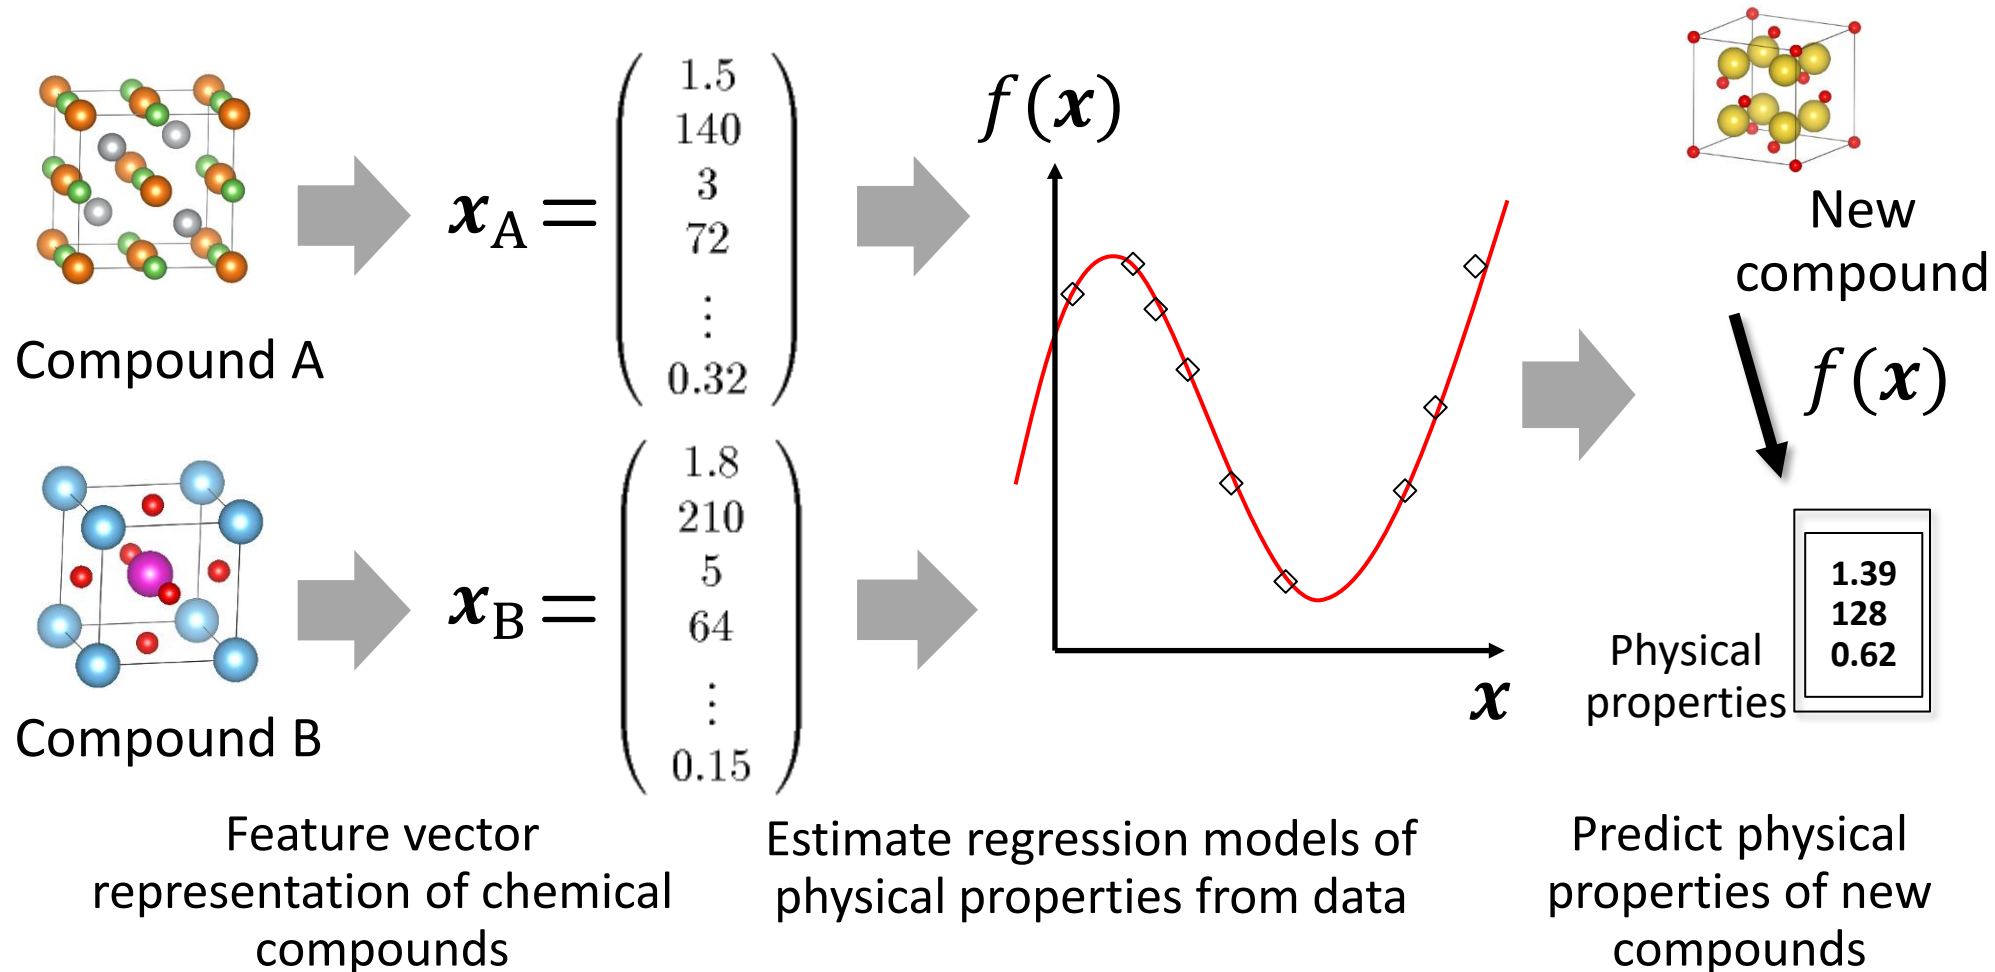 Compound A
𝒙A =
1.5
140
3
72
⋮
0.32
Compound B
𝒙B =
1.8
210
5
64
⋮
0.15
Feature vector
representation of chemical
compounds
f(𝒙)
𝒙
Estimate regression models of
physical properties from data
New
compound
f(𝒙)
Physical
properties
1.39
128
0.62
Predict physical
properties of new
compounds